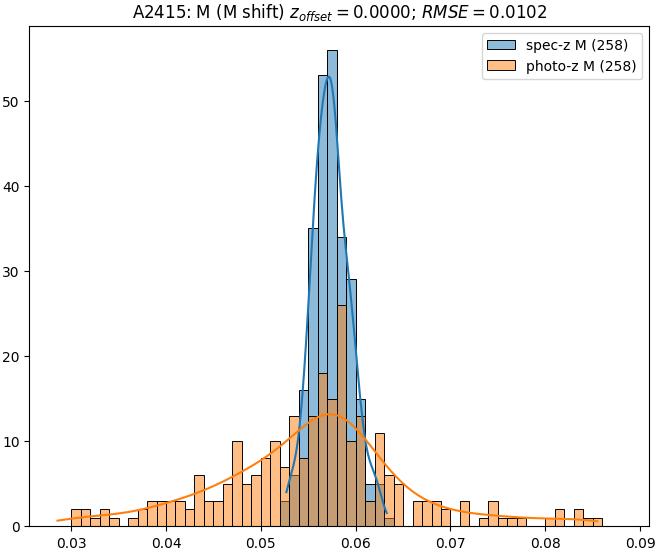 A2415: M (M shift) z_offset = 0.0000; RMSE = 0.0102
spec-z M (258)
photo-z M (258)
50
40
30
20
10
0
0.03 0.04 0.05 0.06 0.07 0.08 0.09